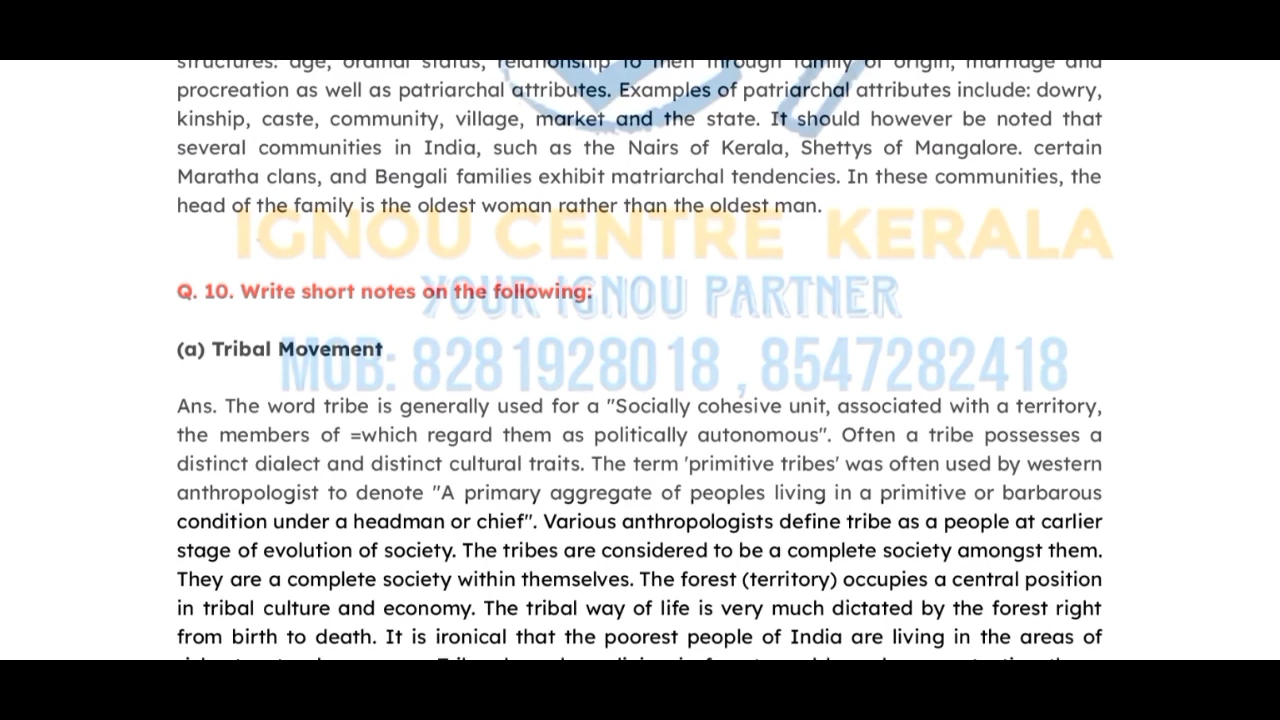 structures: age, ordinal status, relationship to men through family of origin, marriage and
procreation as well as patriarchal attributes. Examples of patriarchal attributes include: dowry,
kinship, caste, community, village, market and the state. It should however be noted that
several communities in India, such as the Nairs of Kerala, Shettys of Mangalore. certain
Maratha clans, and Bengali families exhibit matriarchal tendencies. In these communities, the
head of the family is the oldest woman rather than the oldest man.
IGNOU CENTRE KERALA
Q. 10. Write short notes on the following:
YOUR IGNOU PARTNER
(a) Tribal Movement
MOB: 8281928018 , 8547282418
Ans. The word tribe is generally used for a "Socially cohesive unit, associated with a territory,
the members of =which regard them as politically autonomous". Often a tribe possesses a
distinct dialect and distinct cultural traits. The term 'primitive tribes' was often used by western
anthropologist to denote "A primary aggregate of peoples living in a primitive or barbarous
condition under a headman or chief". Various anthropologists define tribe as a people at earlier
stage of evolution of society. The tribes are considered to be a complete society amongst them.
They are a complete society within themselves. The forest (territory) occupies a central position
in tribal culture and economy. The tribal way of life is very much dictated by the forest right
from birth to death. It is ironical that the poorest people of India are living in the areas of